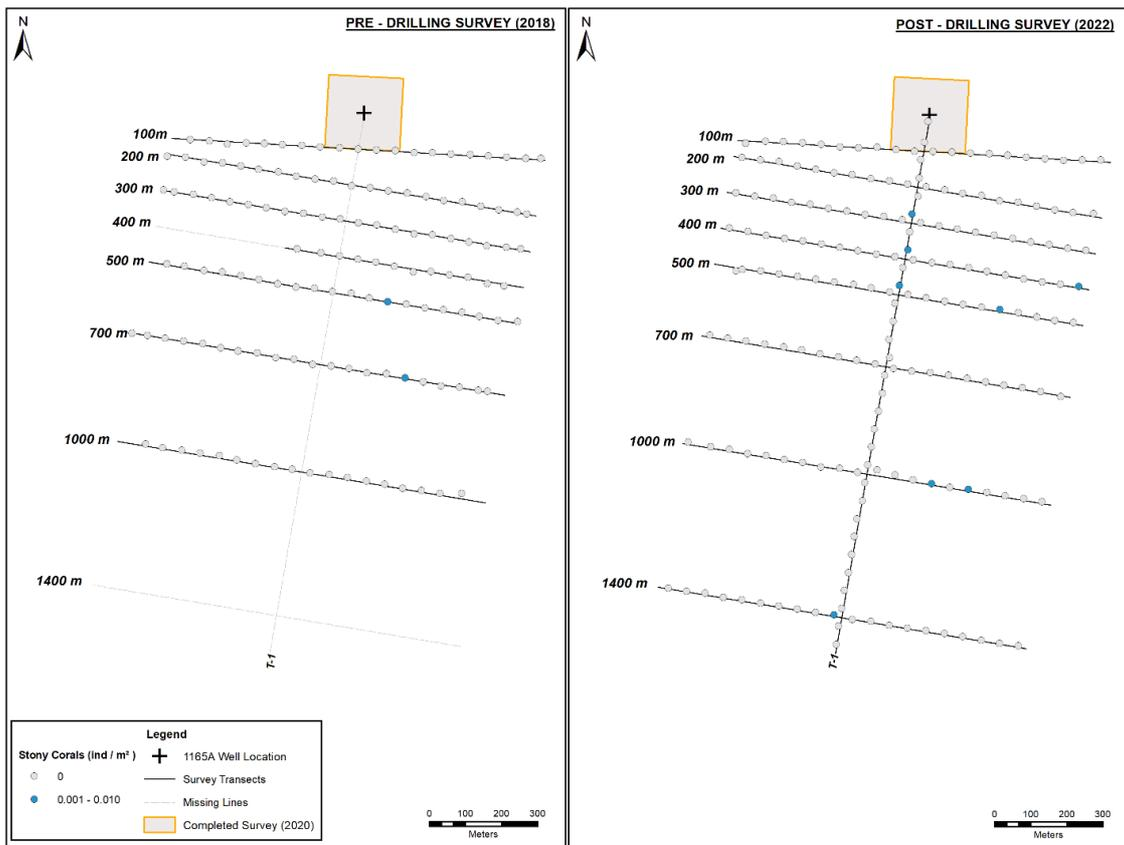 N
PRE - DRILLING SURVEY (2018)
100m
200 m
300 m
400 m
500 m
700 m
1000 m
1400 m
T-1
Legend
Stony Corals (ind / m² )
0
0.001 - 0.010
1165A Well Location
Survey Transects
Missing Lines
Completed Survey (2020)
0 100 200 300
Meters
N
POST - DRILLING SURVEY (2022)
100m
200 m
300 m
400 m
500 m
700 m
1000 m
1400 m
T-1
0 100 200 300
Meters